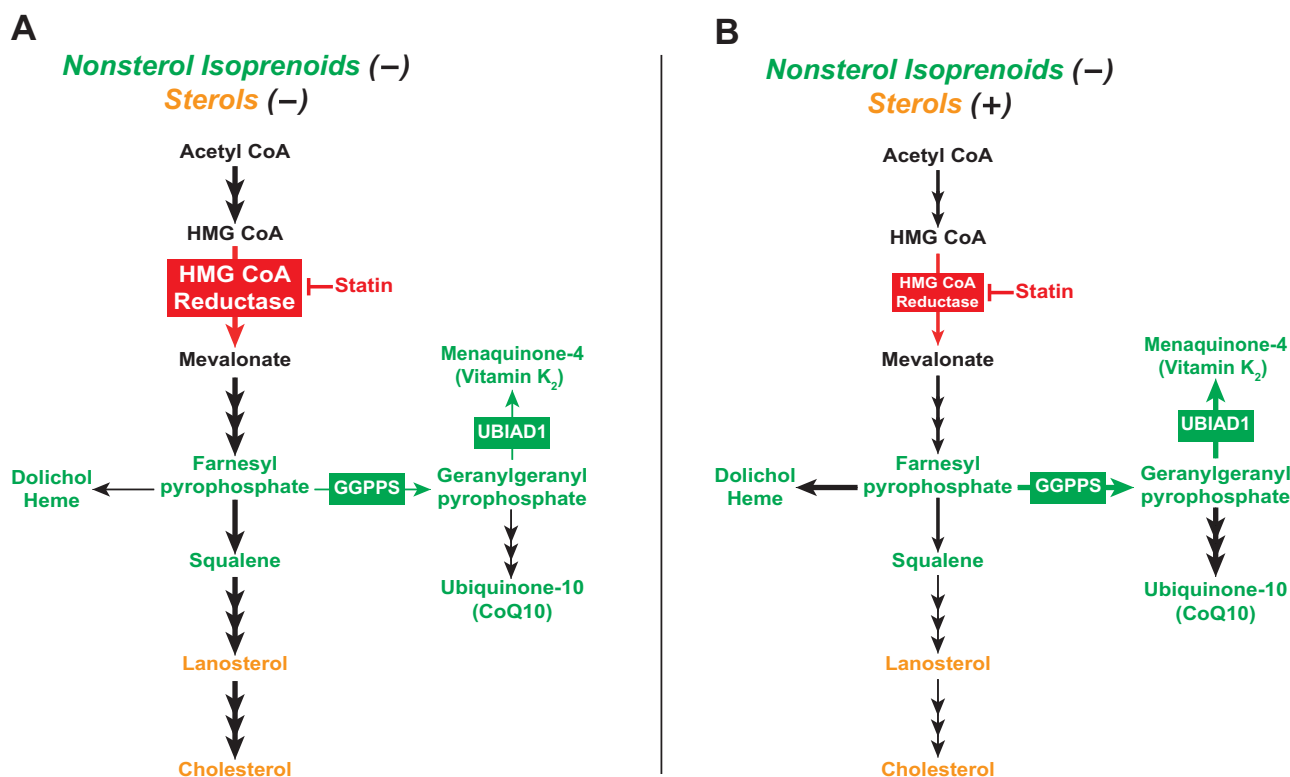 A
Nonsterol Isoprenoids (−)
Sterols (−)
Acetyl CoA
HMG CoA
HMG CoA
Reductase
Statin
Mevalonate
Menaquinone-4
(Vitamin K₂)
UBIAD1
Dolichol
Heme
Farnesyl
pyrophosphate
GGPPS
Geranylgeranyl
pyrophosphate
Squalene
Ubiquinone-10
(CoQ10)
Lanosterol
Cholesterol
B
Nonsterol Isoprenoids (−)
Sterols (+)
Acetyl CoA
HMG CoA
HMG CoA
Reductase
Statin
Mevalonate
Menaquinone-4
(Vitamin K₂)
UBIAD1
Dolichol
Heme
Farnesyl
pyrophosphate
GGPPS
Geranylgeranyl
pyrophosphate
Squalene
Ubiquinone-10
(CoQ10)
Lanosterol
Cholesterol